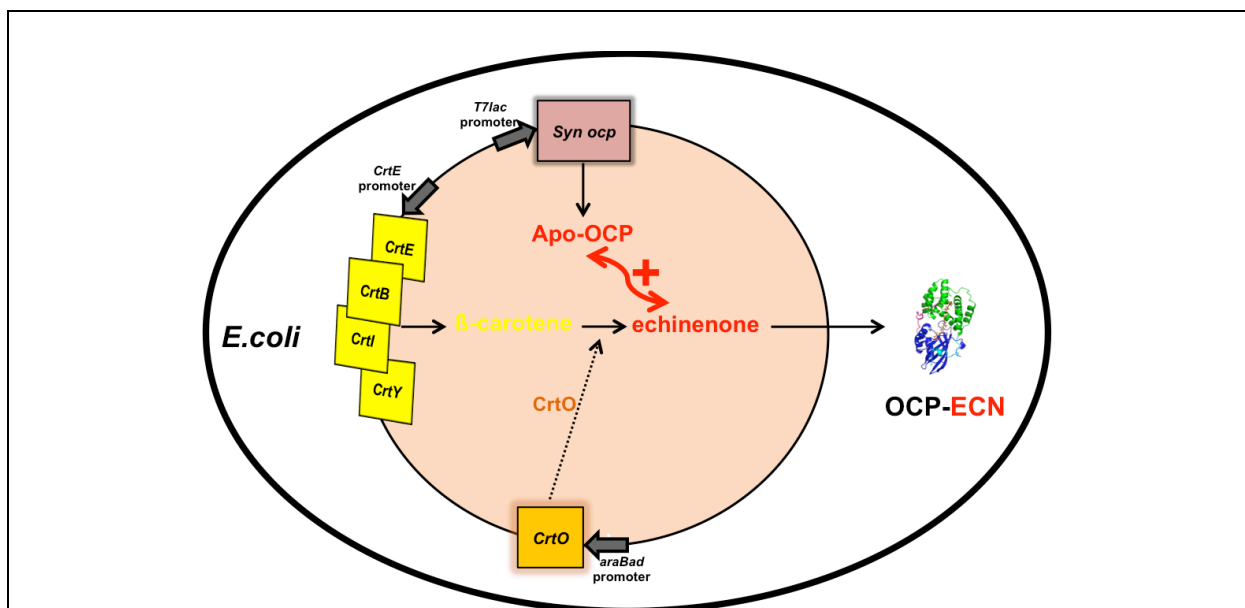 T7lac
promoter
Syn ocp
CrtE
promoter
CrtE
Apo-OCP
CrtB
+
E.coli
ß-carotene
echinenone
CrtI
CrtY
CrtO
OCP-ECN
CrtO
araBad
promoter